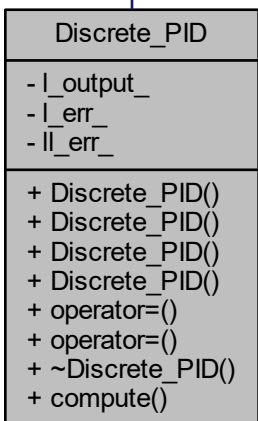 Discrete_PID
- l_output_
- l_err_
- ll_err_
+ Discrete_PID()
+ Discrete_PID()
+ Discrete_PID()
+ Discrete_PID()
+ operator=()
+ operator=()
+ ~Discrete_PID()
+ compute()